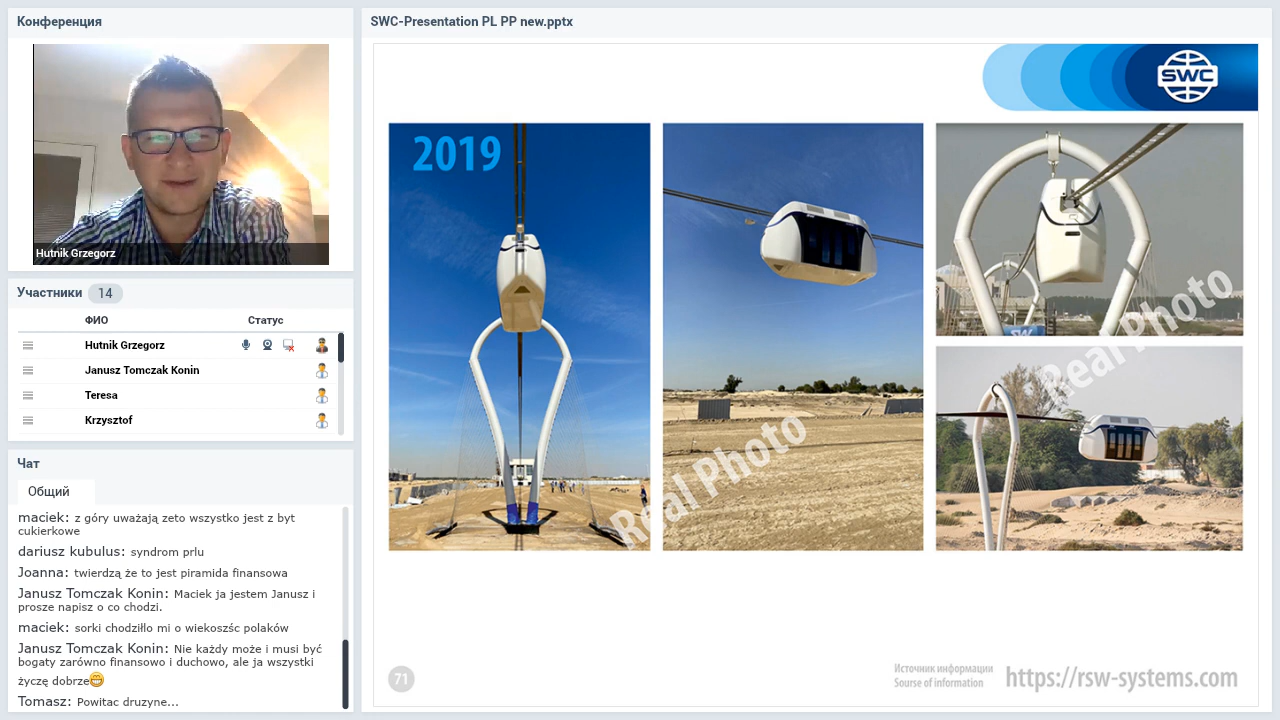 Конференция
Hutnik Grzegorz
Участники 14
ФИО Статус
Hutnik Grzegorz
Janusz Tomczak Konin
Teresa
Krzysztof
Чат
Общий
maciek: z góry uważają zeto wszystko jest z byt
cukierkowe
dariusz kubulus: syndrom prlu
Joanna: twierdzą że to jest piramida finansowa
Janusz Tomczak Konin: Maciek ja jestem Janusz i
prosze napisz o co chodzi.
maciek: sorki chodziłlo mi o wiekoszśc polaków
Janusz Tomczak Konin: Nie każdy może i musi być
bogaty zarówno finansowo i duchowo, ale ja wszystki
życzę dobrze
Tomasz: Powitac druzyne...
SWC-Presentation PL PP new.pptx
SWC
2019
Real Photo
Real Photo
SW
71
Источник информации
Sourse of information
https://rsw-systems.com